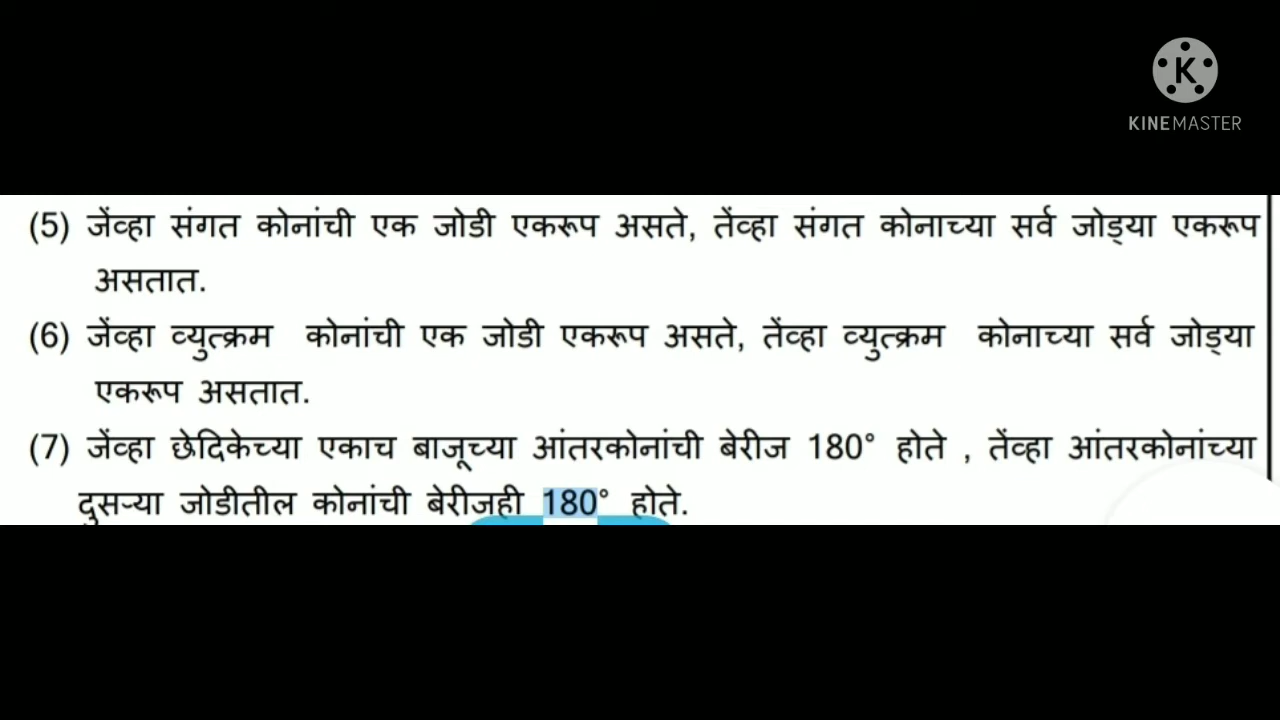 K
KINEMASTER
(5) जेंव्हा संगत कोनांची एक जोडी एकरूप असते, तेंव्हा संगत कोनाच्या सर्व जोड्या एकरूप
असतात.
(6) जेंव्हा व्युत्क्रम कोनांची एक जोडी एकरूप असते, तेंव्हा व्युत्क्रम कोनाच्या सर्व जोड्या
एकरूप असतात.
(7) जेंव्हा छेदिकेच्या एकाच बाजूच्या आंतरकोनांची बेरीज 180° होते , तेंव्हा आंतरकोनांच्या
दुसऱ्या जोडीतील कोनांची बेरीजही 180° होते.